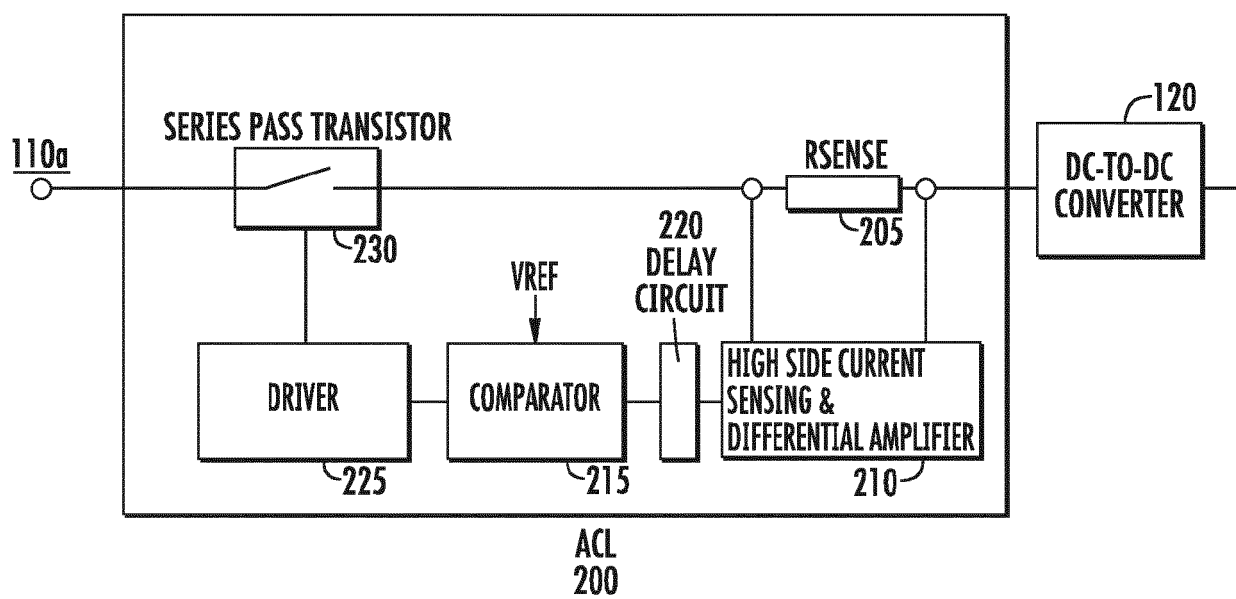 120
SERIES PASS TRANSISTOR
110a
RSENSE
DC-TO-DC
CONVERTER
230
205
220
DELAY
CIRCUIT
VREF
DRIVER
COMPARATOR
HIGH SIDE CURRENT
SENSING &
DIFFERENTIAL AMPLIFIER
225
215
210
ACL
200